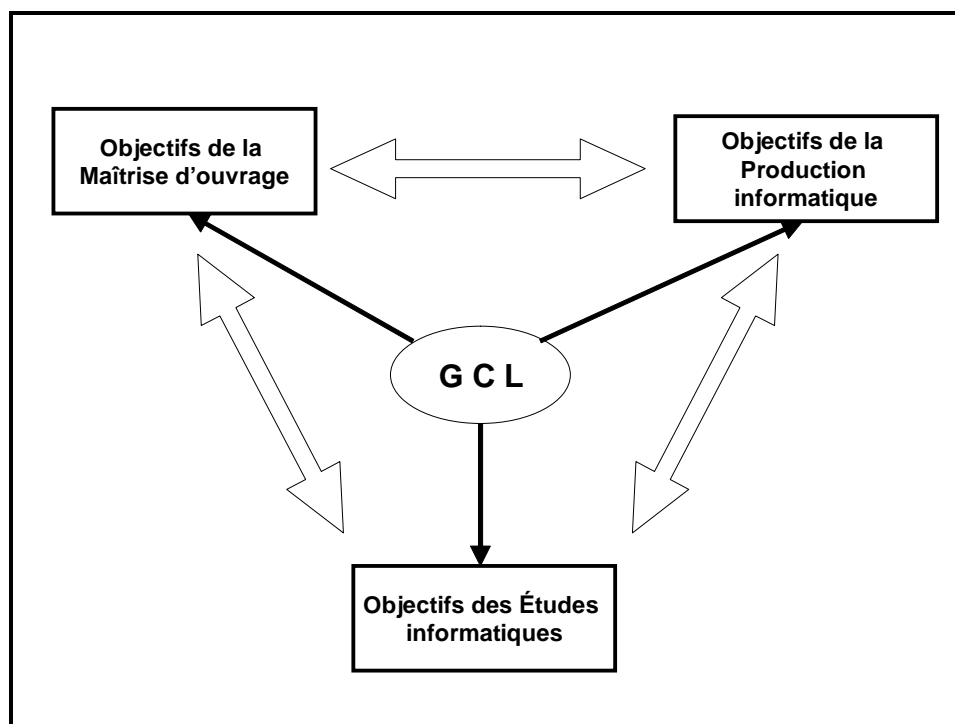 Objectifs de la
Maîtrise d'ouvrage
Objectifs de la
Production
informatique
G C L
Objectifs des Études
informatiques